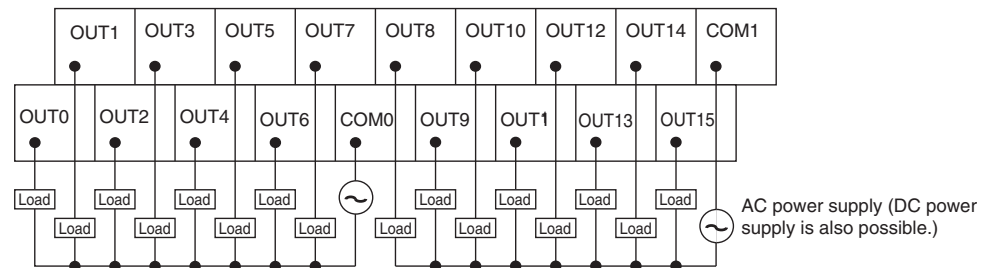 OUT1 OUT3 OUT5 OUT7 OUT8 OUT10 OUT12 OUT14 COM1
OUT0 OUT2 OUT4 OUT6 COM0 OUT9 OUT1 OUT13 OUT15
Load Load Load Load Load Load Load Load
Load Load Load Load Load Load Load Load
AC power supply (DC power
supply is also possible.)